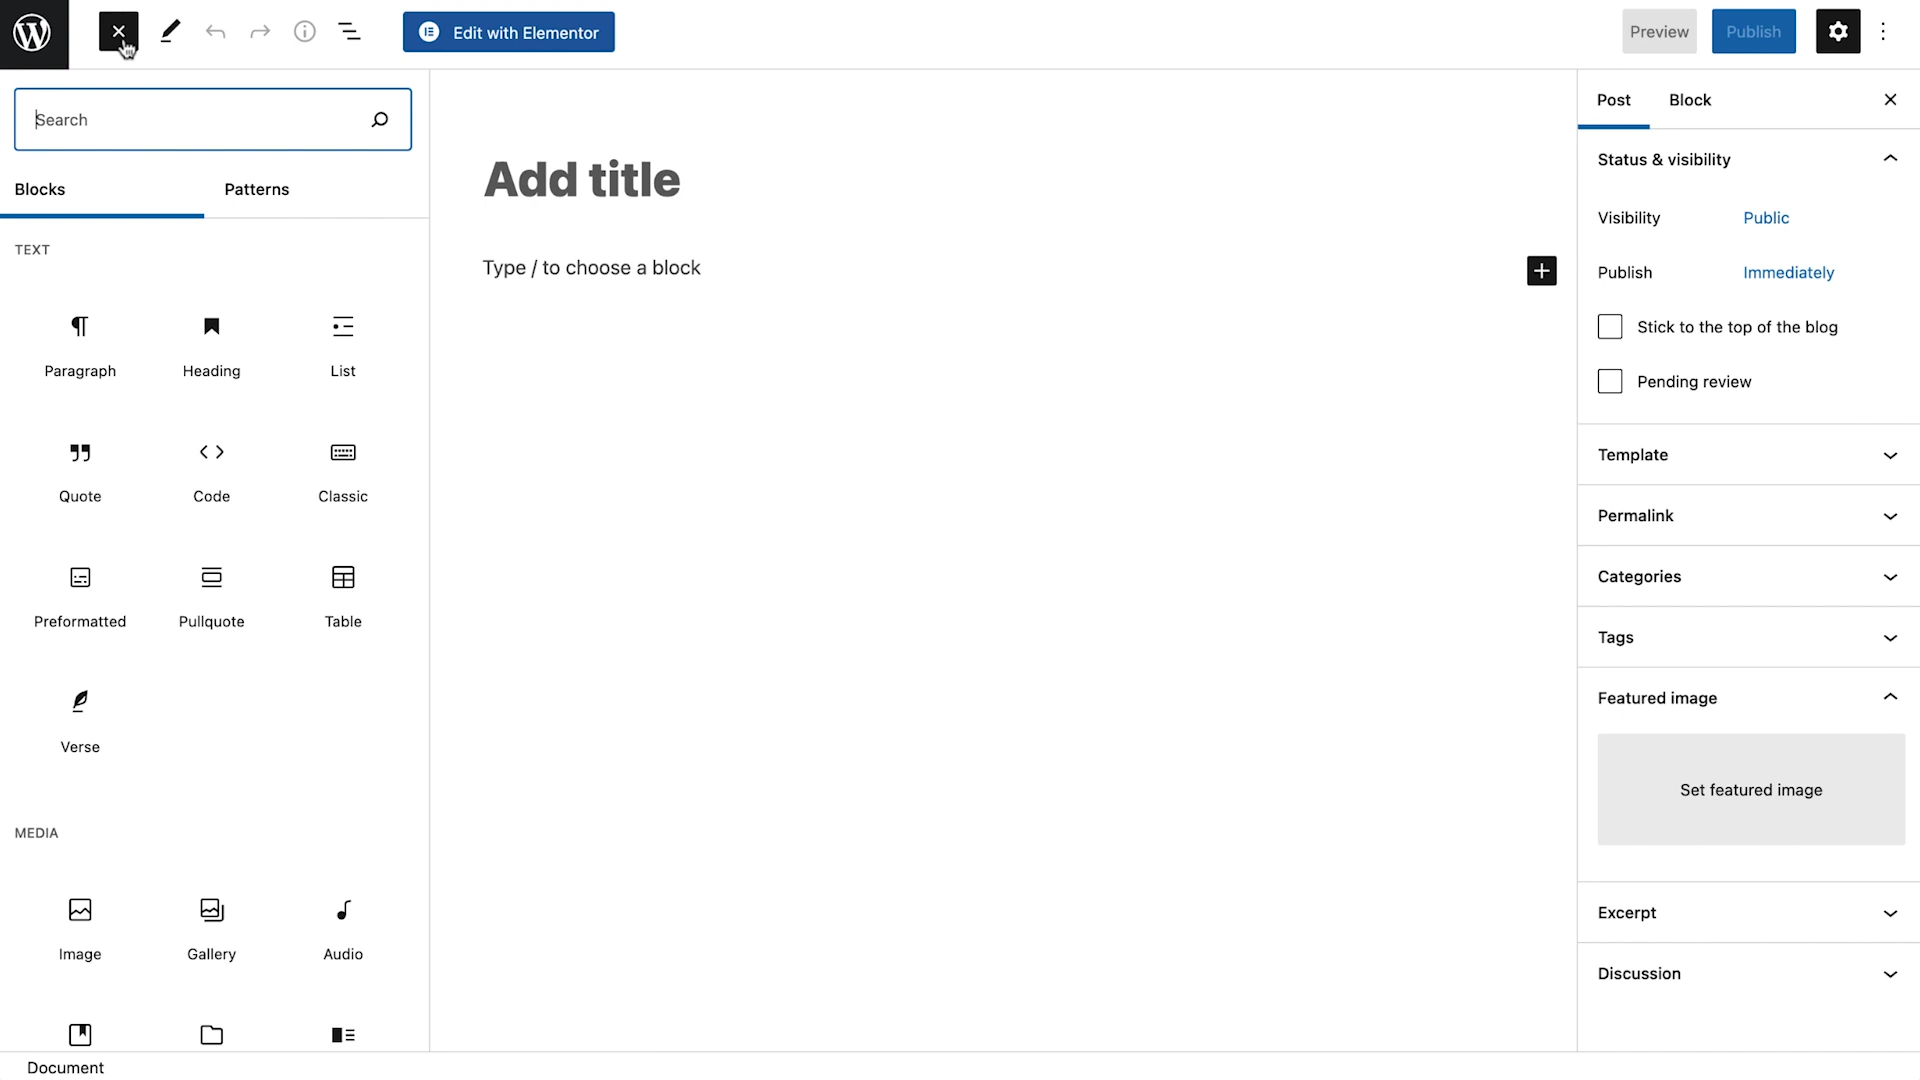 Edit with Elementor
Preview
Publish
Search
Blocks
Patterns
TEXT
Paragraph
Heading
List
Quote
Code
Classic
Preformatted
Pullquote
Table
Verse
MEDIA
Image
Gallery
Audio
Document
Add title
Type / to choose a block
Post
Block
Status & visibility
Visibility
Public
Publish
Immediately
Stick to the top of the blog
Pending review
Template
Permalink
Categories
Tags
Featured image
Set featured image
Excerpt
Discussion